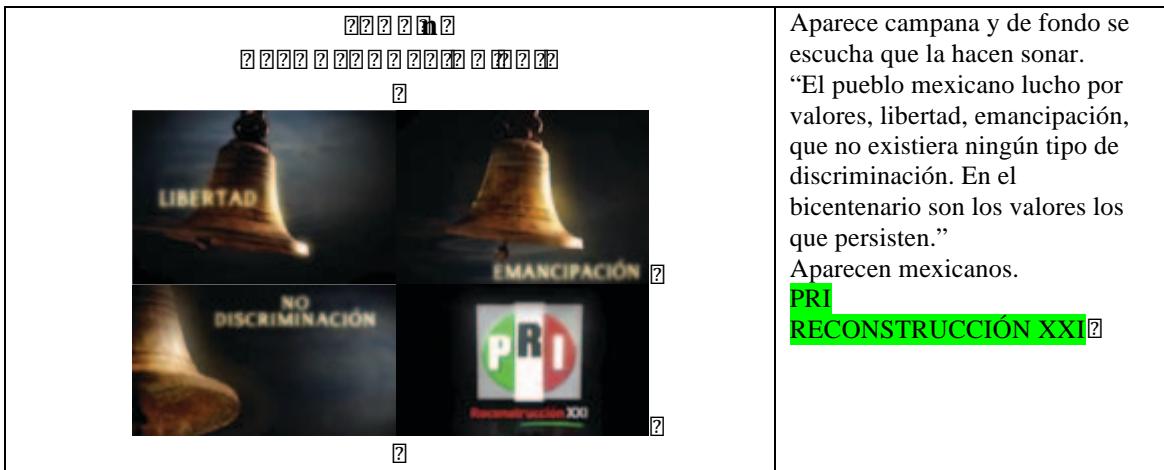 LIBERTAD
EMANCIPACIÓN
NO
DISCRIMINACIÓN
PRI
Reconstrucción XXI
Aparece campana y de fondo se
escucha que la hacen sonar.
“El pueblo mexicano lucho por
valores, libertad, emancipación,
que no existiera ningún tipo de
discriminación. En el
bicentenario son los valores los
que persisten.”
Aparecen mexicanos.
PRI
RECONSTRUCCIÓN XXI